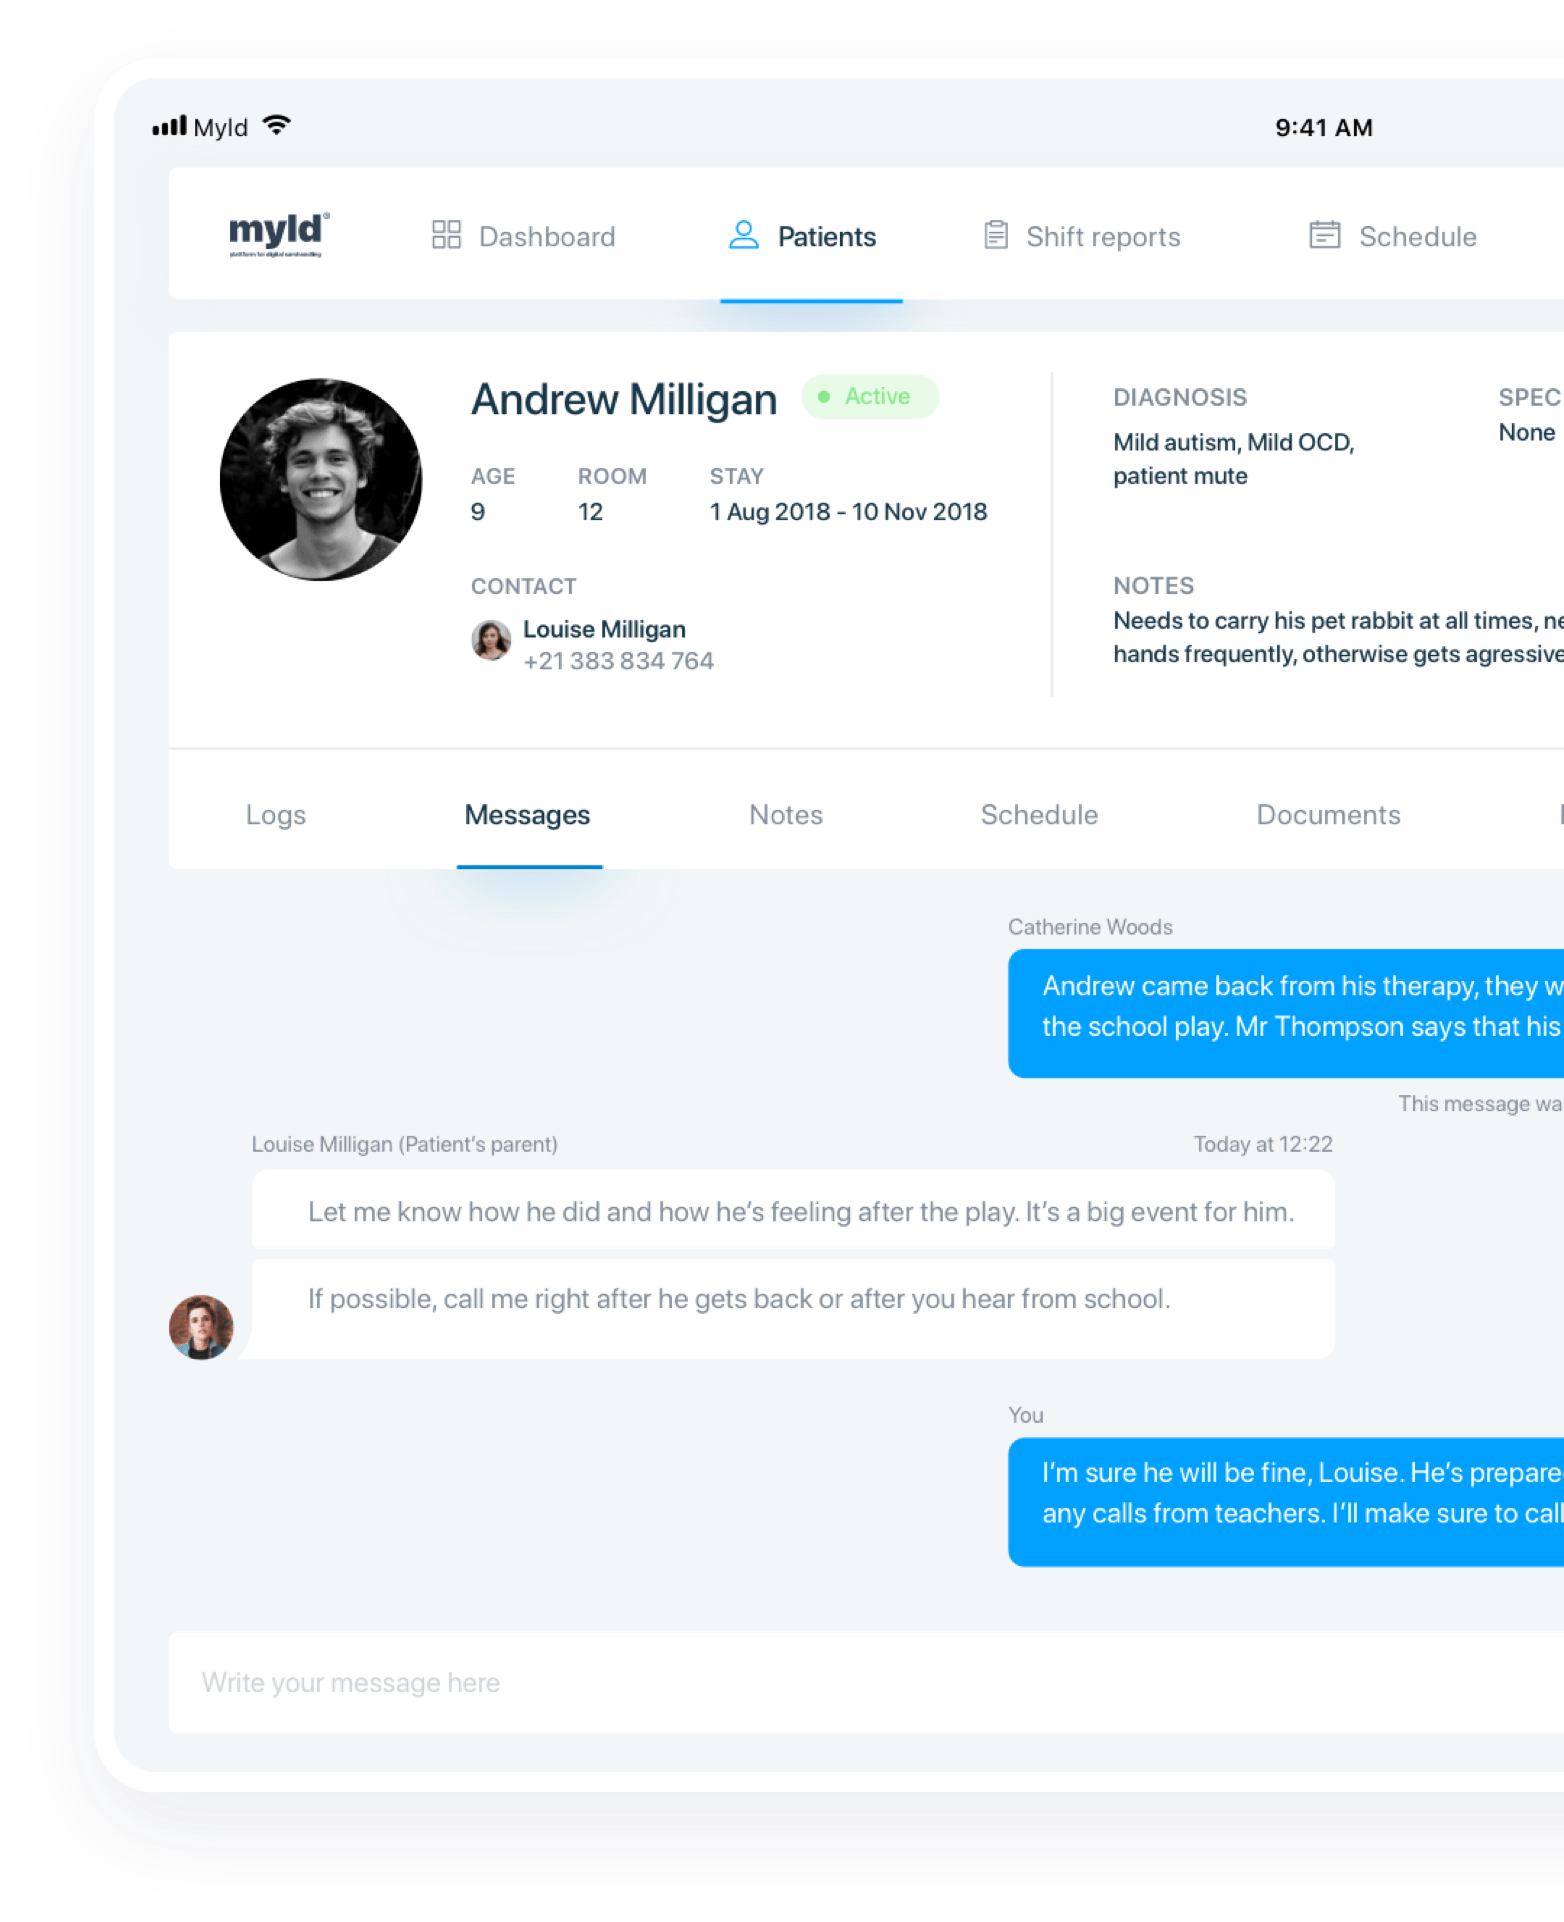 Myld
9:41 AM
myld®
plattform for digital samhandling
Dashboard
Patients
Shift reports
Schedule
Andrew Milligan
Active
AGE
ROOM
STAY
9
12
1 Aug 2018 - 10 Nov 2018
CONTACT
Louise Milligan
+21 383 834 764
DIAGNOSIS
Mild autism, Mild OCD,
patient mute
SPEC
None
NOTES
Needs to carry his pet rabbit at all times, ne
hands frequently, otherwise gets agressive
Logs
Messages
Notes
Schedule
Documents
Catherine Woods
Andrew came back from his therapy, they w
the school play. Mr Thompson says that his
This message wa
Louise Milligan (Patient's parent)
Today at 12:22
Let me know how he did and how he's feeling after the play. It's a big event for him.
If possible, call me right after he gets back or after you hear from school.
You
I'm sure he will be fine, Louise. He's prepare
any calls from teachers. I'll make sure to call
Write your message here